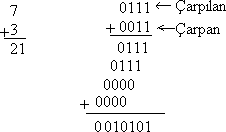 7 0111 ← Çarpılan
+3 + 0011 ← Çarpan
21 0111
0111
0000
+ 0000
0010101